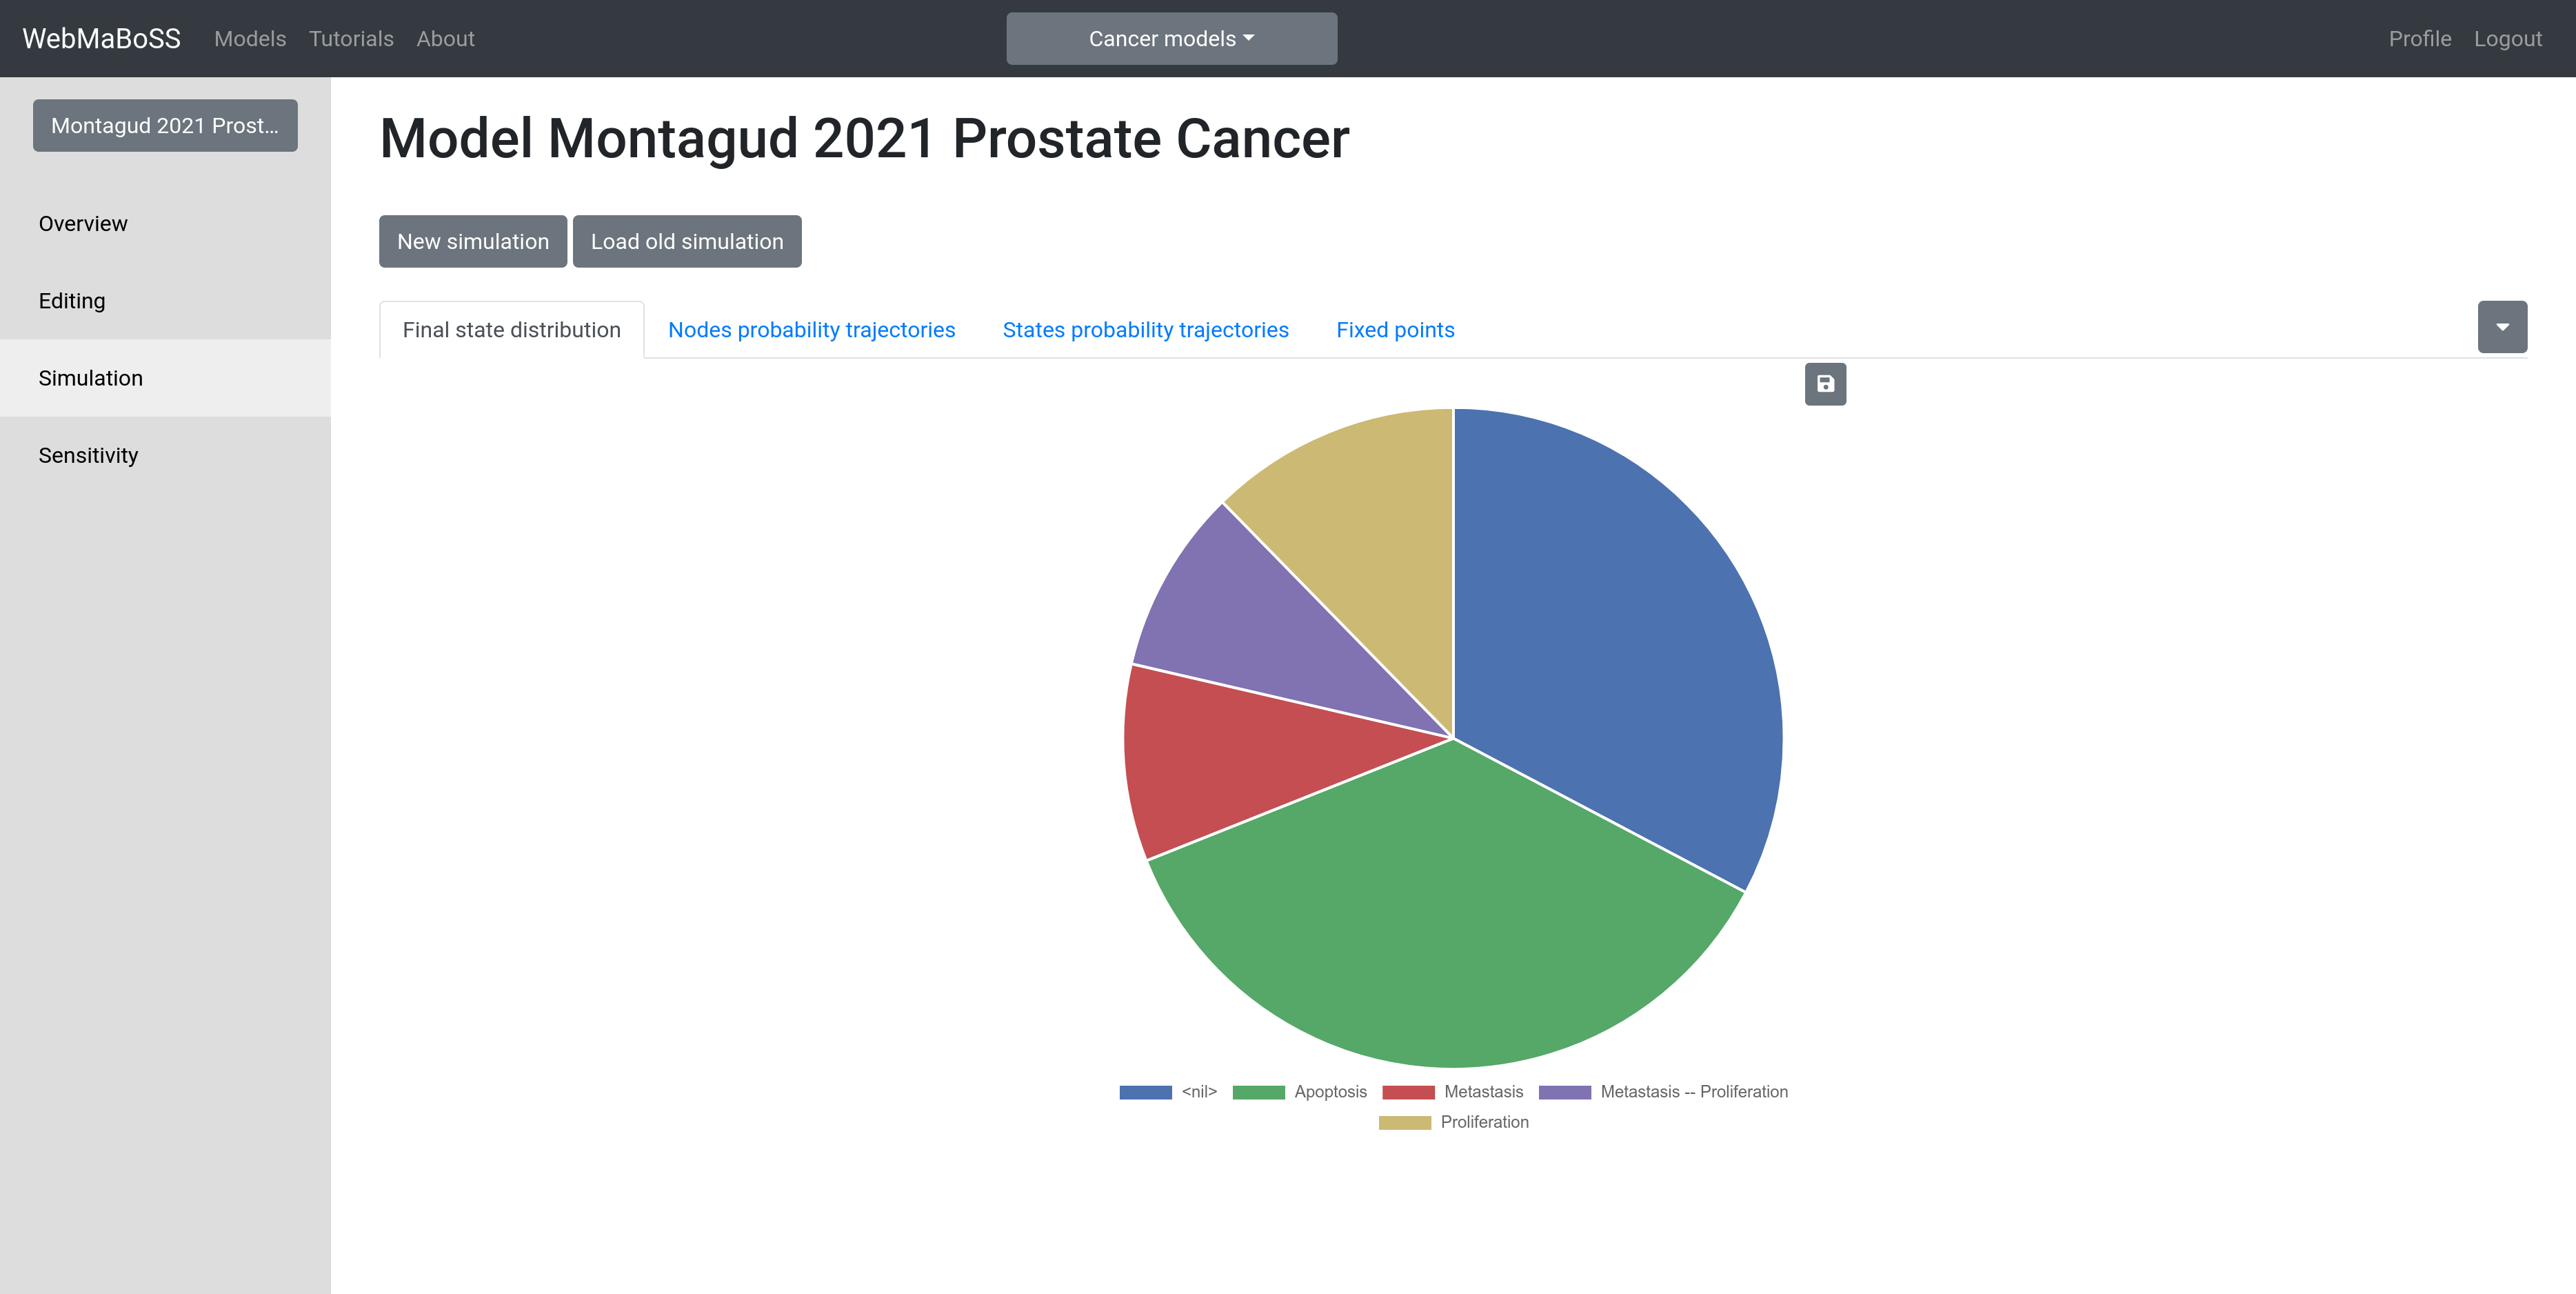 WebMaBoSS Models Tutorials About Cancer models Profile Logout
Montagud 2021 Prost...
Overview
Editing
Simulation
Sensitivity
Model Montagud 2021 Prostate Cancer
New simulation Load old simulation
Final state distribution Nodes probability trajectories States probability trajectories Fixed points
<nil> Apoptosis Metastasis Metastasis -- Proliferation
Proliferation